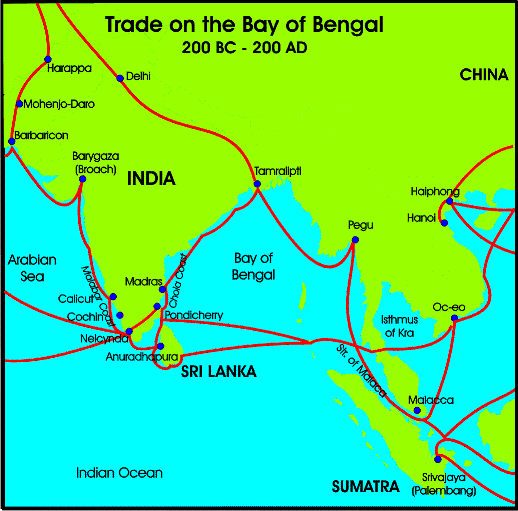 Trade on the Bay of Bengal
200 BC - 200 AD
CHINA
Harappa
Delhi
Mohenjo-Daro
Barbaricon
Barygaza
(Broach)
INDIA
Tamralipti
Haiphong
Hanoi
Pegu
Arabian
Sea
Bay of
Bengal
Malabar Coast
Chola Coast
Madras
Calicut
Cochin
Pondicherry
Nelcynda
Anuradhapura
SRI LANKA
Isthmus
of Kra
Oc-eo
Str. of Malaca
Malacca
Indian Ocean
SUMATRA
Srivajaya
(Palembang)